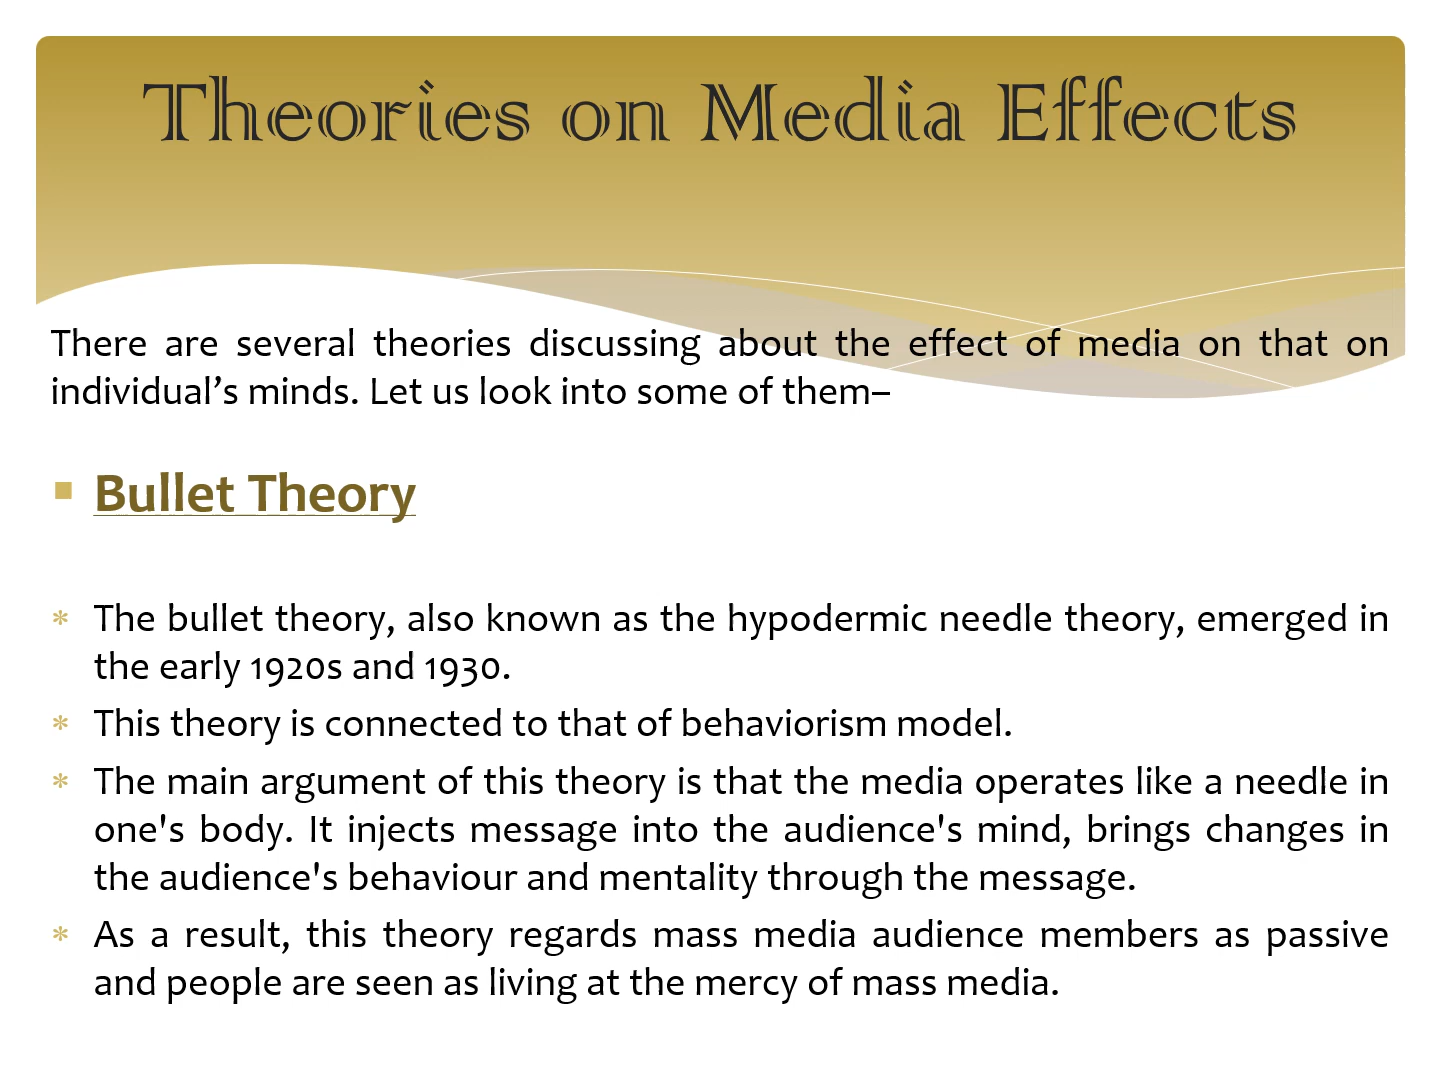 Theories on Media Effects
There are several theories discussing about the effect of media on that on
individual’s minds. Let us look into some of them–
▪ Bullet Theory
* The bullet theory, also known as the hypodermic needle theory, emerged in
the early 1920s and 1930.
* This theory is connected to that of behaviorism model.
* The main argument of this theory is that the media operates like a needle in
one's body. It injects message into the audience's mind, brings changes in
the audience's behaviour and mentality through the message.
* As a result, this theory regards mass media audience members as passive
and people are seen as living at the mercy of mass media.